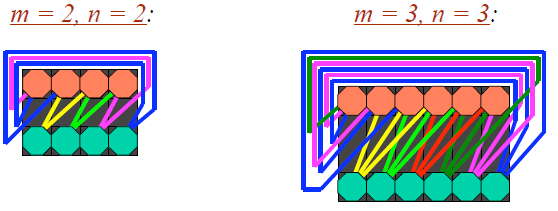 m = 2, n = 2:
m = 3, n = 3: